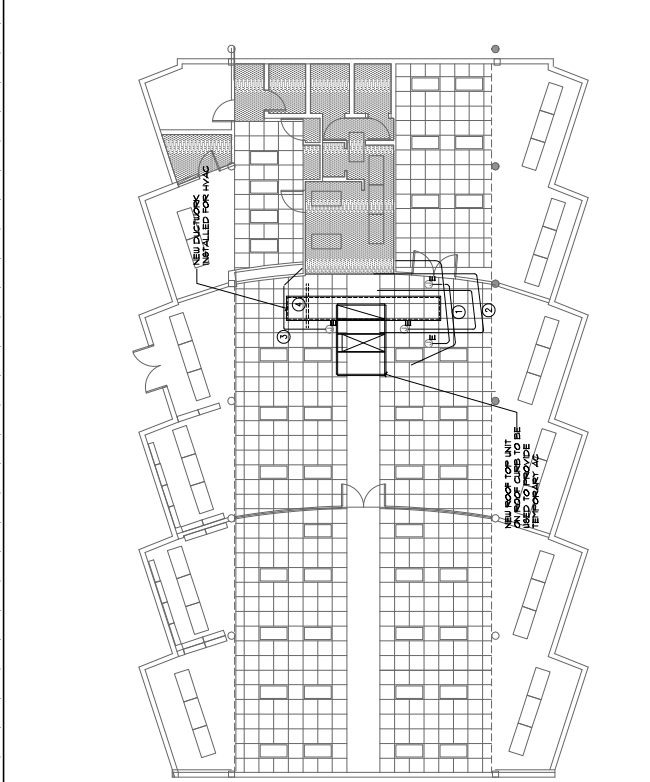 NEW DUCTWORK
INSTALLED FOR HVAC
4
3
1
2
NEW ROOF TOP UNIT
ON ROOF CURB TO BE
USED TO PROVIDE
TEMPORARY AC